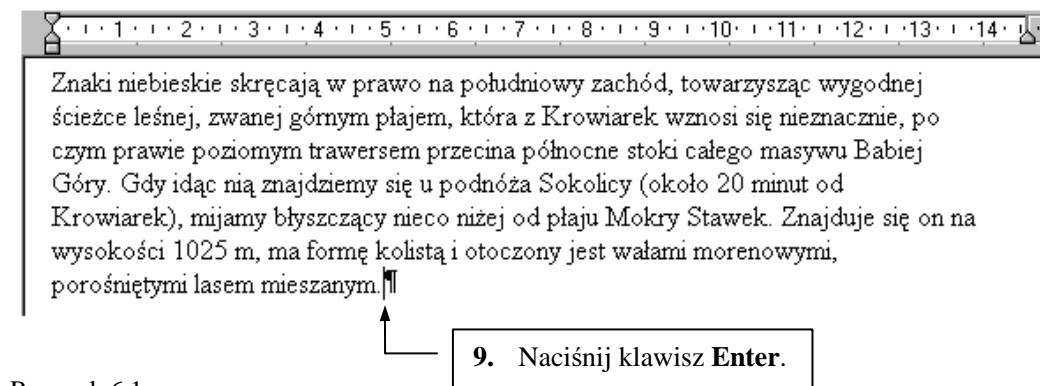 1 2 3 4 5 6 7 8 9 10 11 12 13 14
Znaki niebieskie skręcają w prawo na południowy zachód, towarzysząc wygodnej
ścieżce leśnej, zwanej górnym płajem, która z Krowiarek wznosi się nieznacznie, po
czym prawie poziomym trawersem przecina północne stoki całego masywu Babiej
Góry. Gdy idąc nią znajdziemy się u podnóża Sokolicy (około 20 minut od
Krowiarek), mijamy błyszczący nieco niżej od płaju Mokry Stawek. Znajduje się on na
wysokości 1025 m, ma formę kolistą i otoczony jest wałami morenowymi,
porośniętymi lasem mieszanym.¶
9. Naciśnij klawisz Enter.